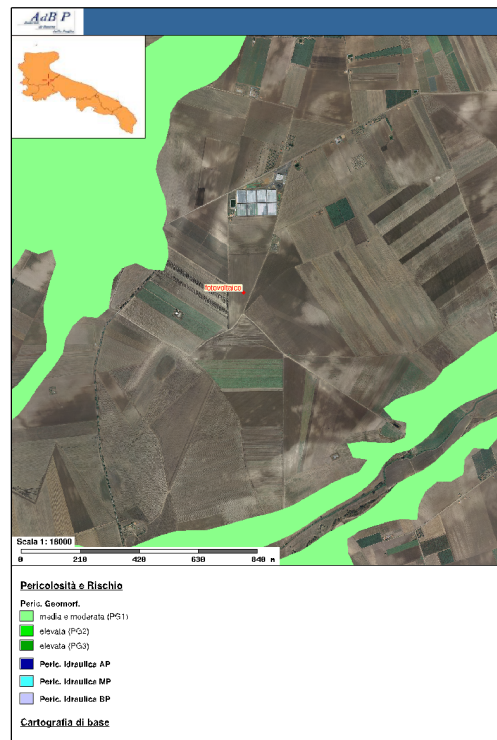 AdB P
fotovoltaico
Scala 1: 18000
0 210 420 630 840 m
Pericolosità e Rischio
Peric. Geomorf.
media e moderata (PG1)
elevata (PG2)
elevata (PG3)
Peric. Idraulica AP
Peric. Idraulica MP
Peric. Idraulica BP
Cartografia di base